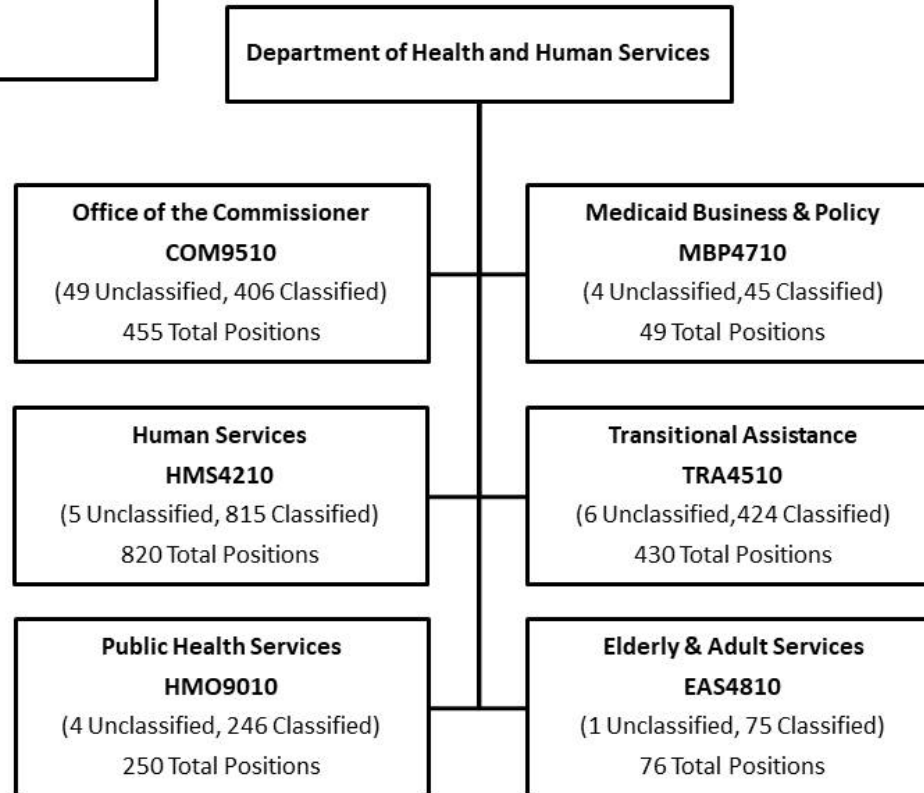 Department of Health and Human Services
Office of the Commissioner
COM9510
(49 Unclassified, 406 Classified)
455 Total Positions
Medicaid Business & Policy
MBP4710
(4 Unclassified,45 Classified)
49 Total Positions
Human Services
HMS4210
(5 Unclassified, 815 Classified)
820 Total Positions
Transitional Assistance
TRA4510
(6 Unclassified,424 Classified)
430 Total Positions
Public Health Services
HMO9010
(4 Unclassified, 246 Classified)
250 Total Positions
Elderly & Adult Services
EAS4810
(1 Unclassified, 75 Classified)
76 Total Positions